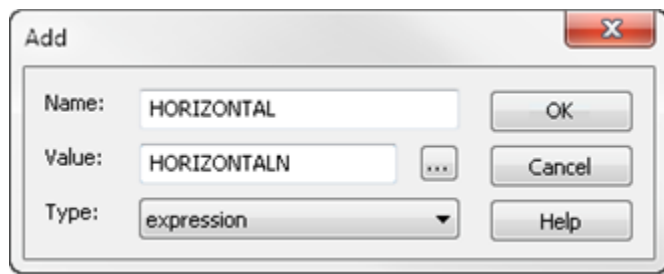 Add
Name: HORIZONTAL OK
Value: HORIZONTALN ... Cancel
Type: expression Help